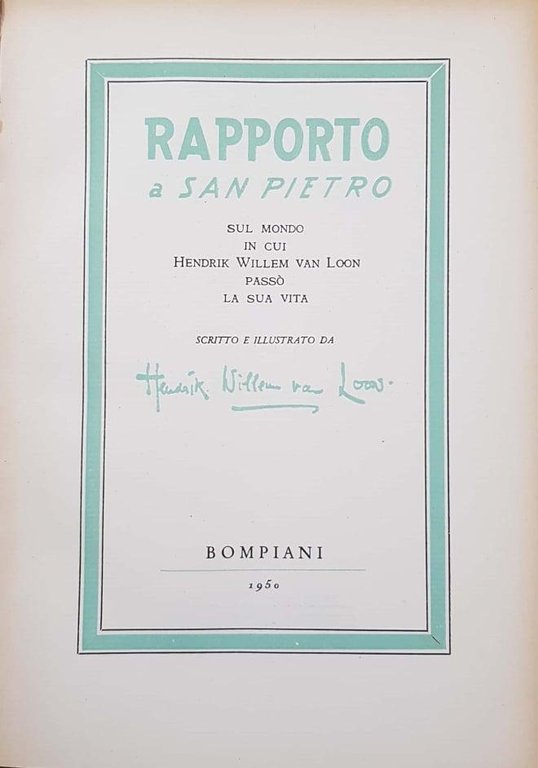 RAPPORTO
a SAN PIETRO
SUL MONDO
IN CUI
HENDRIK WILLEM VAN LOON
PASSÒ
LA SUA VITA
SCRITTO E ILLUSTRATO DA
Hendrik Willem van Loon.
BOMPIANI
1950